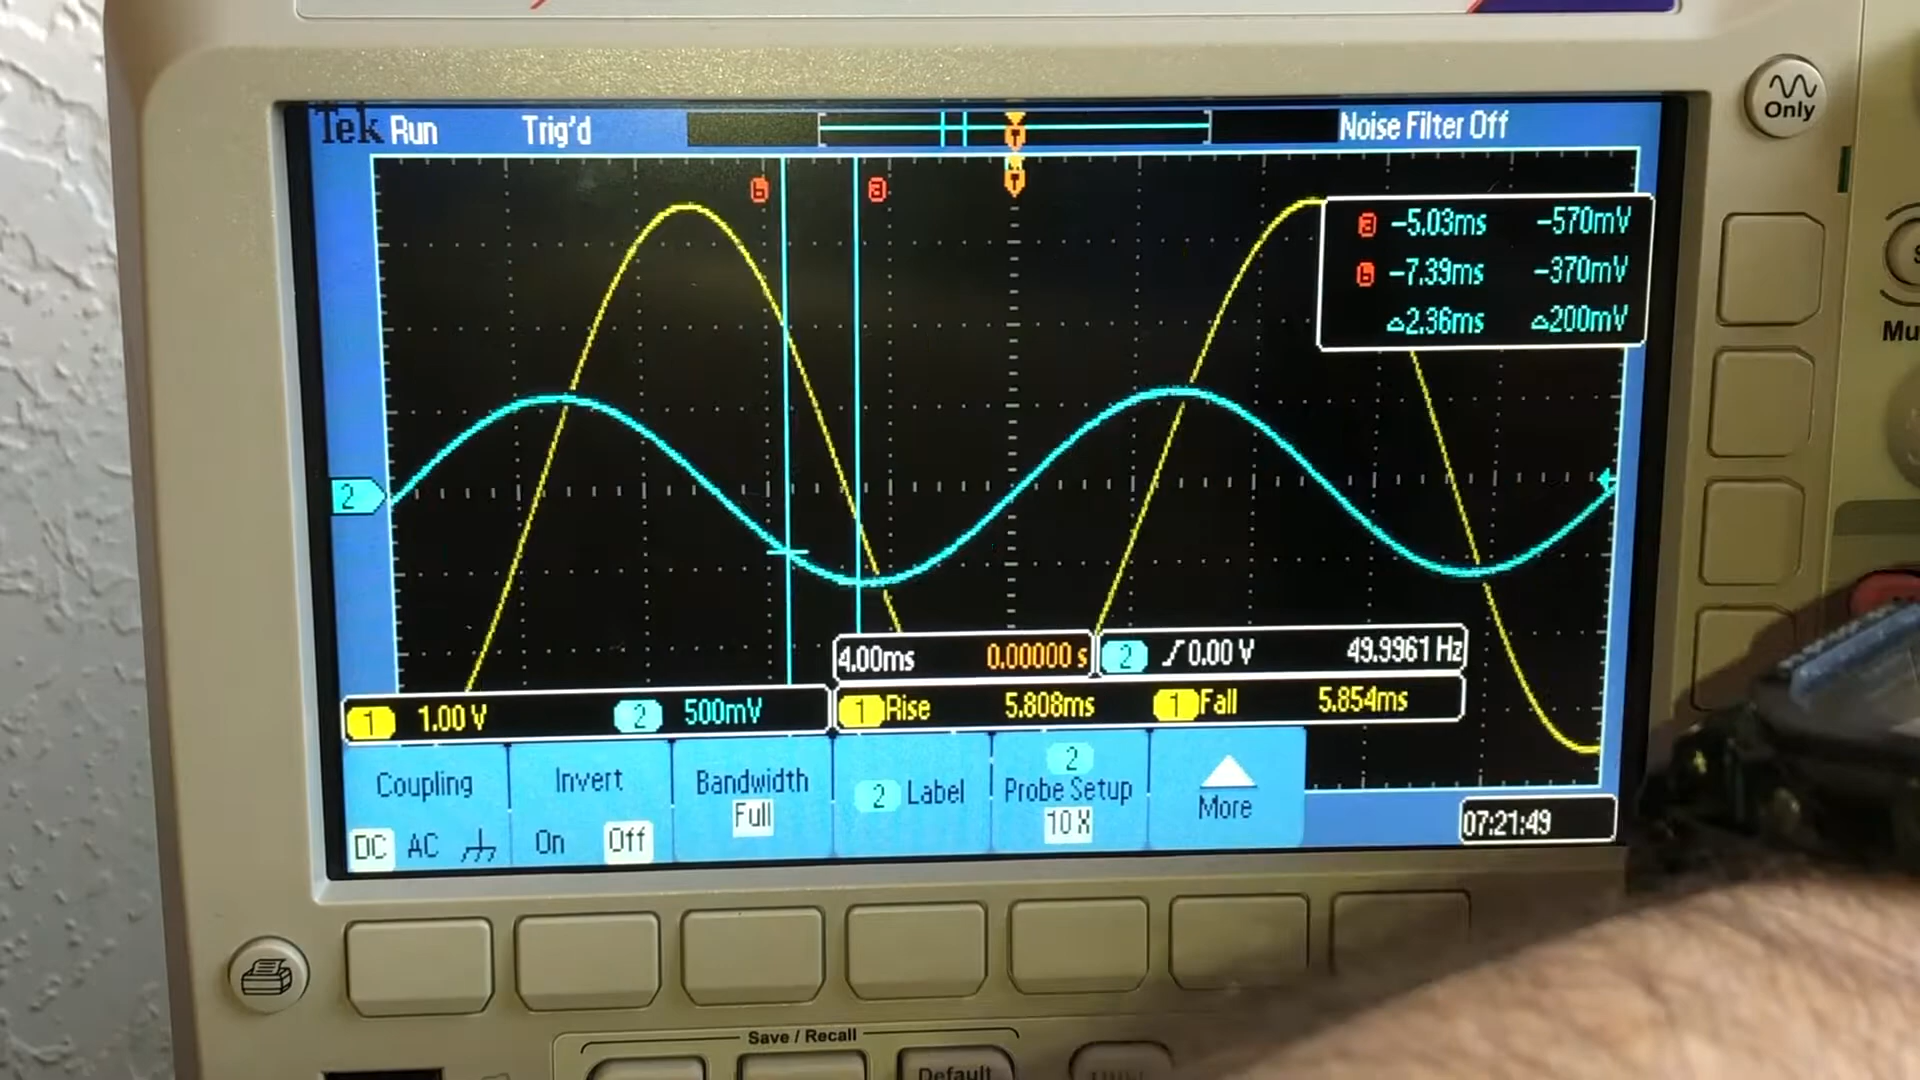 Only
Tek Run Trig'd Noise Filter Off
T
T
b a
a -5.03ms -570mV
b -7.39ms -370mV
△2.36ms △200mV
Mu
2
4.00ms 0.00000 s 2 0.00 V 49.9961 Hz
1 1.00 V 2 500mV 1 Rise 5.808ms 1 Fall 5.854ms
Coupling Invert Bandwidth 2 Label 2 Probe Setup More
DC AC On Off Full 10 X
07:21:49
Save / Recall
Default